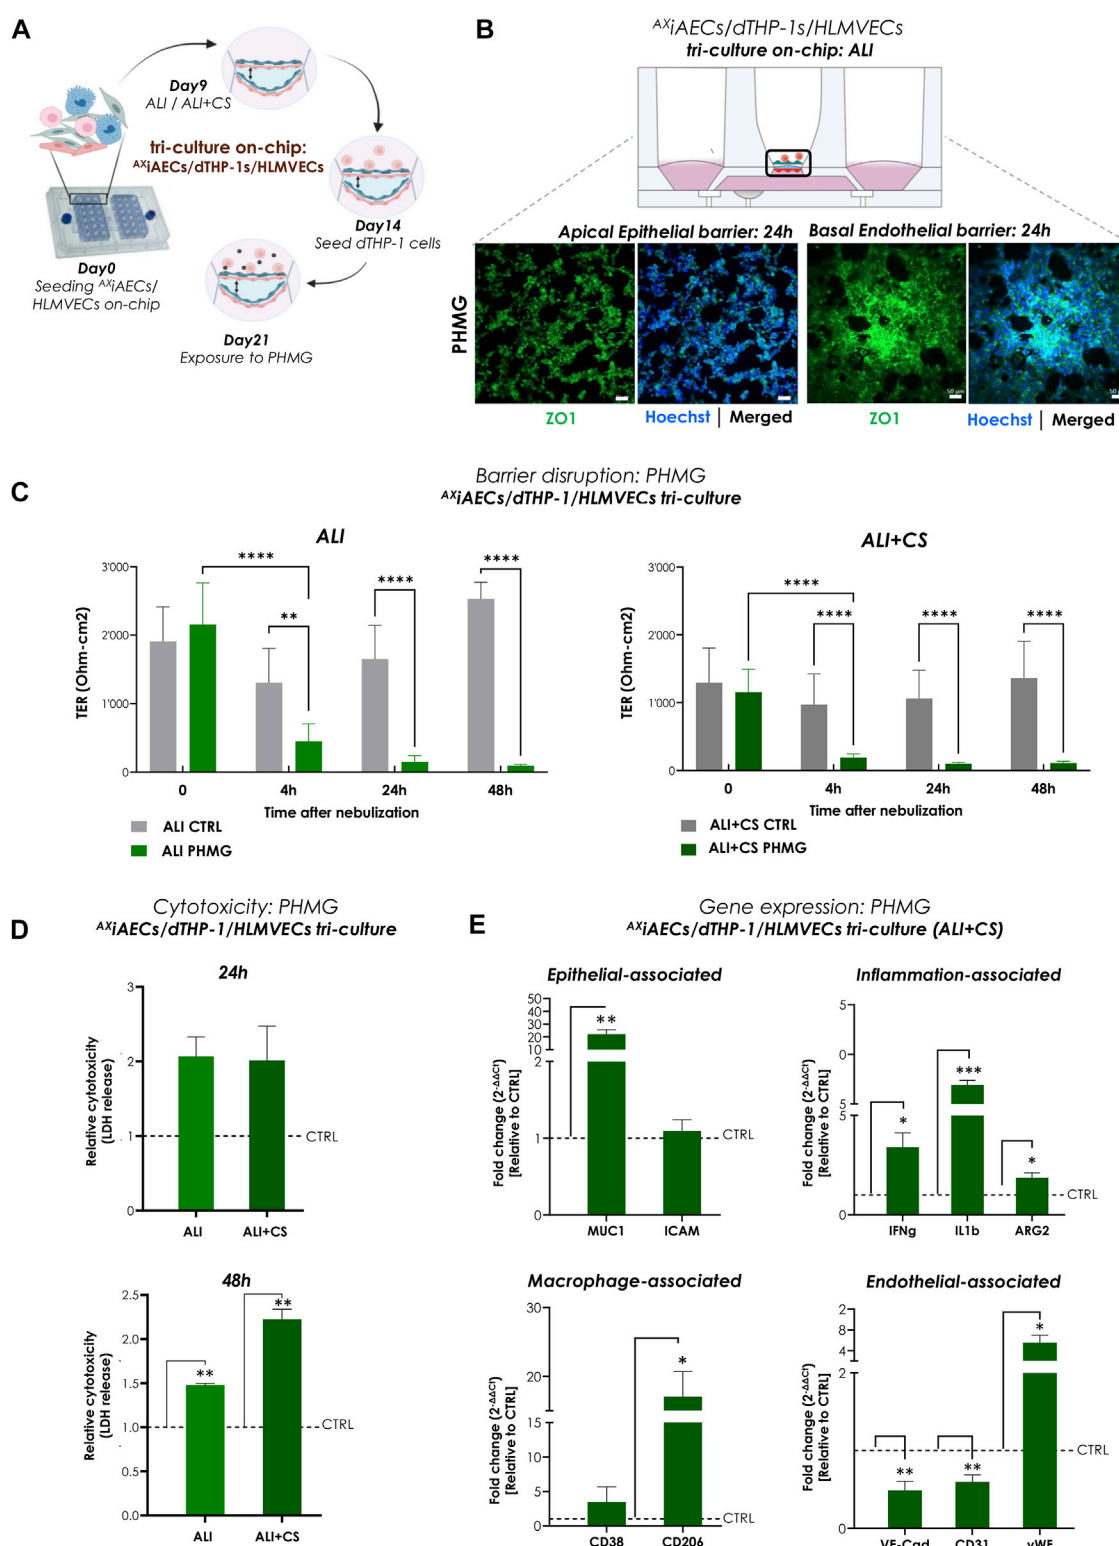 A
Day9
ALI / ALI+CS
tri-culture on-chip:
AXiAECs/dTHP-1s/HLMVECs
Day14
Seed dTHP-1 cells
Day0
Seeding AXiAECs/
HLMVECs on-chip
Day21
Exposure to PHMG
B
AXiAECs/dTHP-1s/HLMVECs
tri-culture on-chip: ALI
Apical Epithelial barrier: 24h
Basal Endothelial barrier: 24h
PHMG
50 µm
ZO1
Hoechst | Merged
ZO1
Hoechst | Merged
C
Barrier disruption: PHMG
AXiAECs/dTHP-1/HLMVECs tri-culture
ALI
TER (Ohm-cm2)
3'000
2'000
1'000
0
****
**
****
****
0 4h 24h 48h
Time after nebulization
ALI CTRL
ALI PHMG
ALI+CS
TER (Ohm-cm2)
3'000
2'000
1'000
0
****
****
****
****
0 4h 24h 48h
Time after nebulization
ALI+CS CTRL
ALI+CS PHMG
D
Cytotoxicity: PHMG
AXiAECs/dTHP-1/HLMVECs tri-culture
24h
Relative cytotoxicity
(LDH release)
3
2
1
0
CTRL
ALI ALI+CS
48h
Relative cytotoxicity
(LDH release)
2.5
2.0
1.5
1.0
0.5
0.0
**
**
CTRL
ALI ALI+CS
E
Gene expression: PHMG
AXiAECs/dTHP-1/HLMVECs tri-culture (ALI+CS)
Epithelial-associated
Fold change (2-ΔΔCt)
[Relative to CTRL]
50
40
30
20
10
2
1
0
**
CTRL
MUC1 ICAM
Inflammation-associated
Fold change (2-ΔΔCt)
[Relative to CTRL]
5
0
5
5
0
*
***
*
CTRL
IFNg IL1b ARG2
Macrophage-associated
Fold change (2-ΔΔCt)
[Relative to CTRL]
30
20
15
10
5
0
*
CTRL
CD38 CD206
Endothelial-associated
Fold change (2-ΔΔCt)
[Relative to CTRL]
2
8
4
2
0
**
**
*
CTRL
VE-Cad CD31 vWF